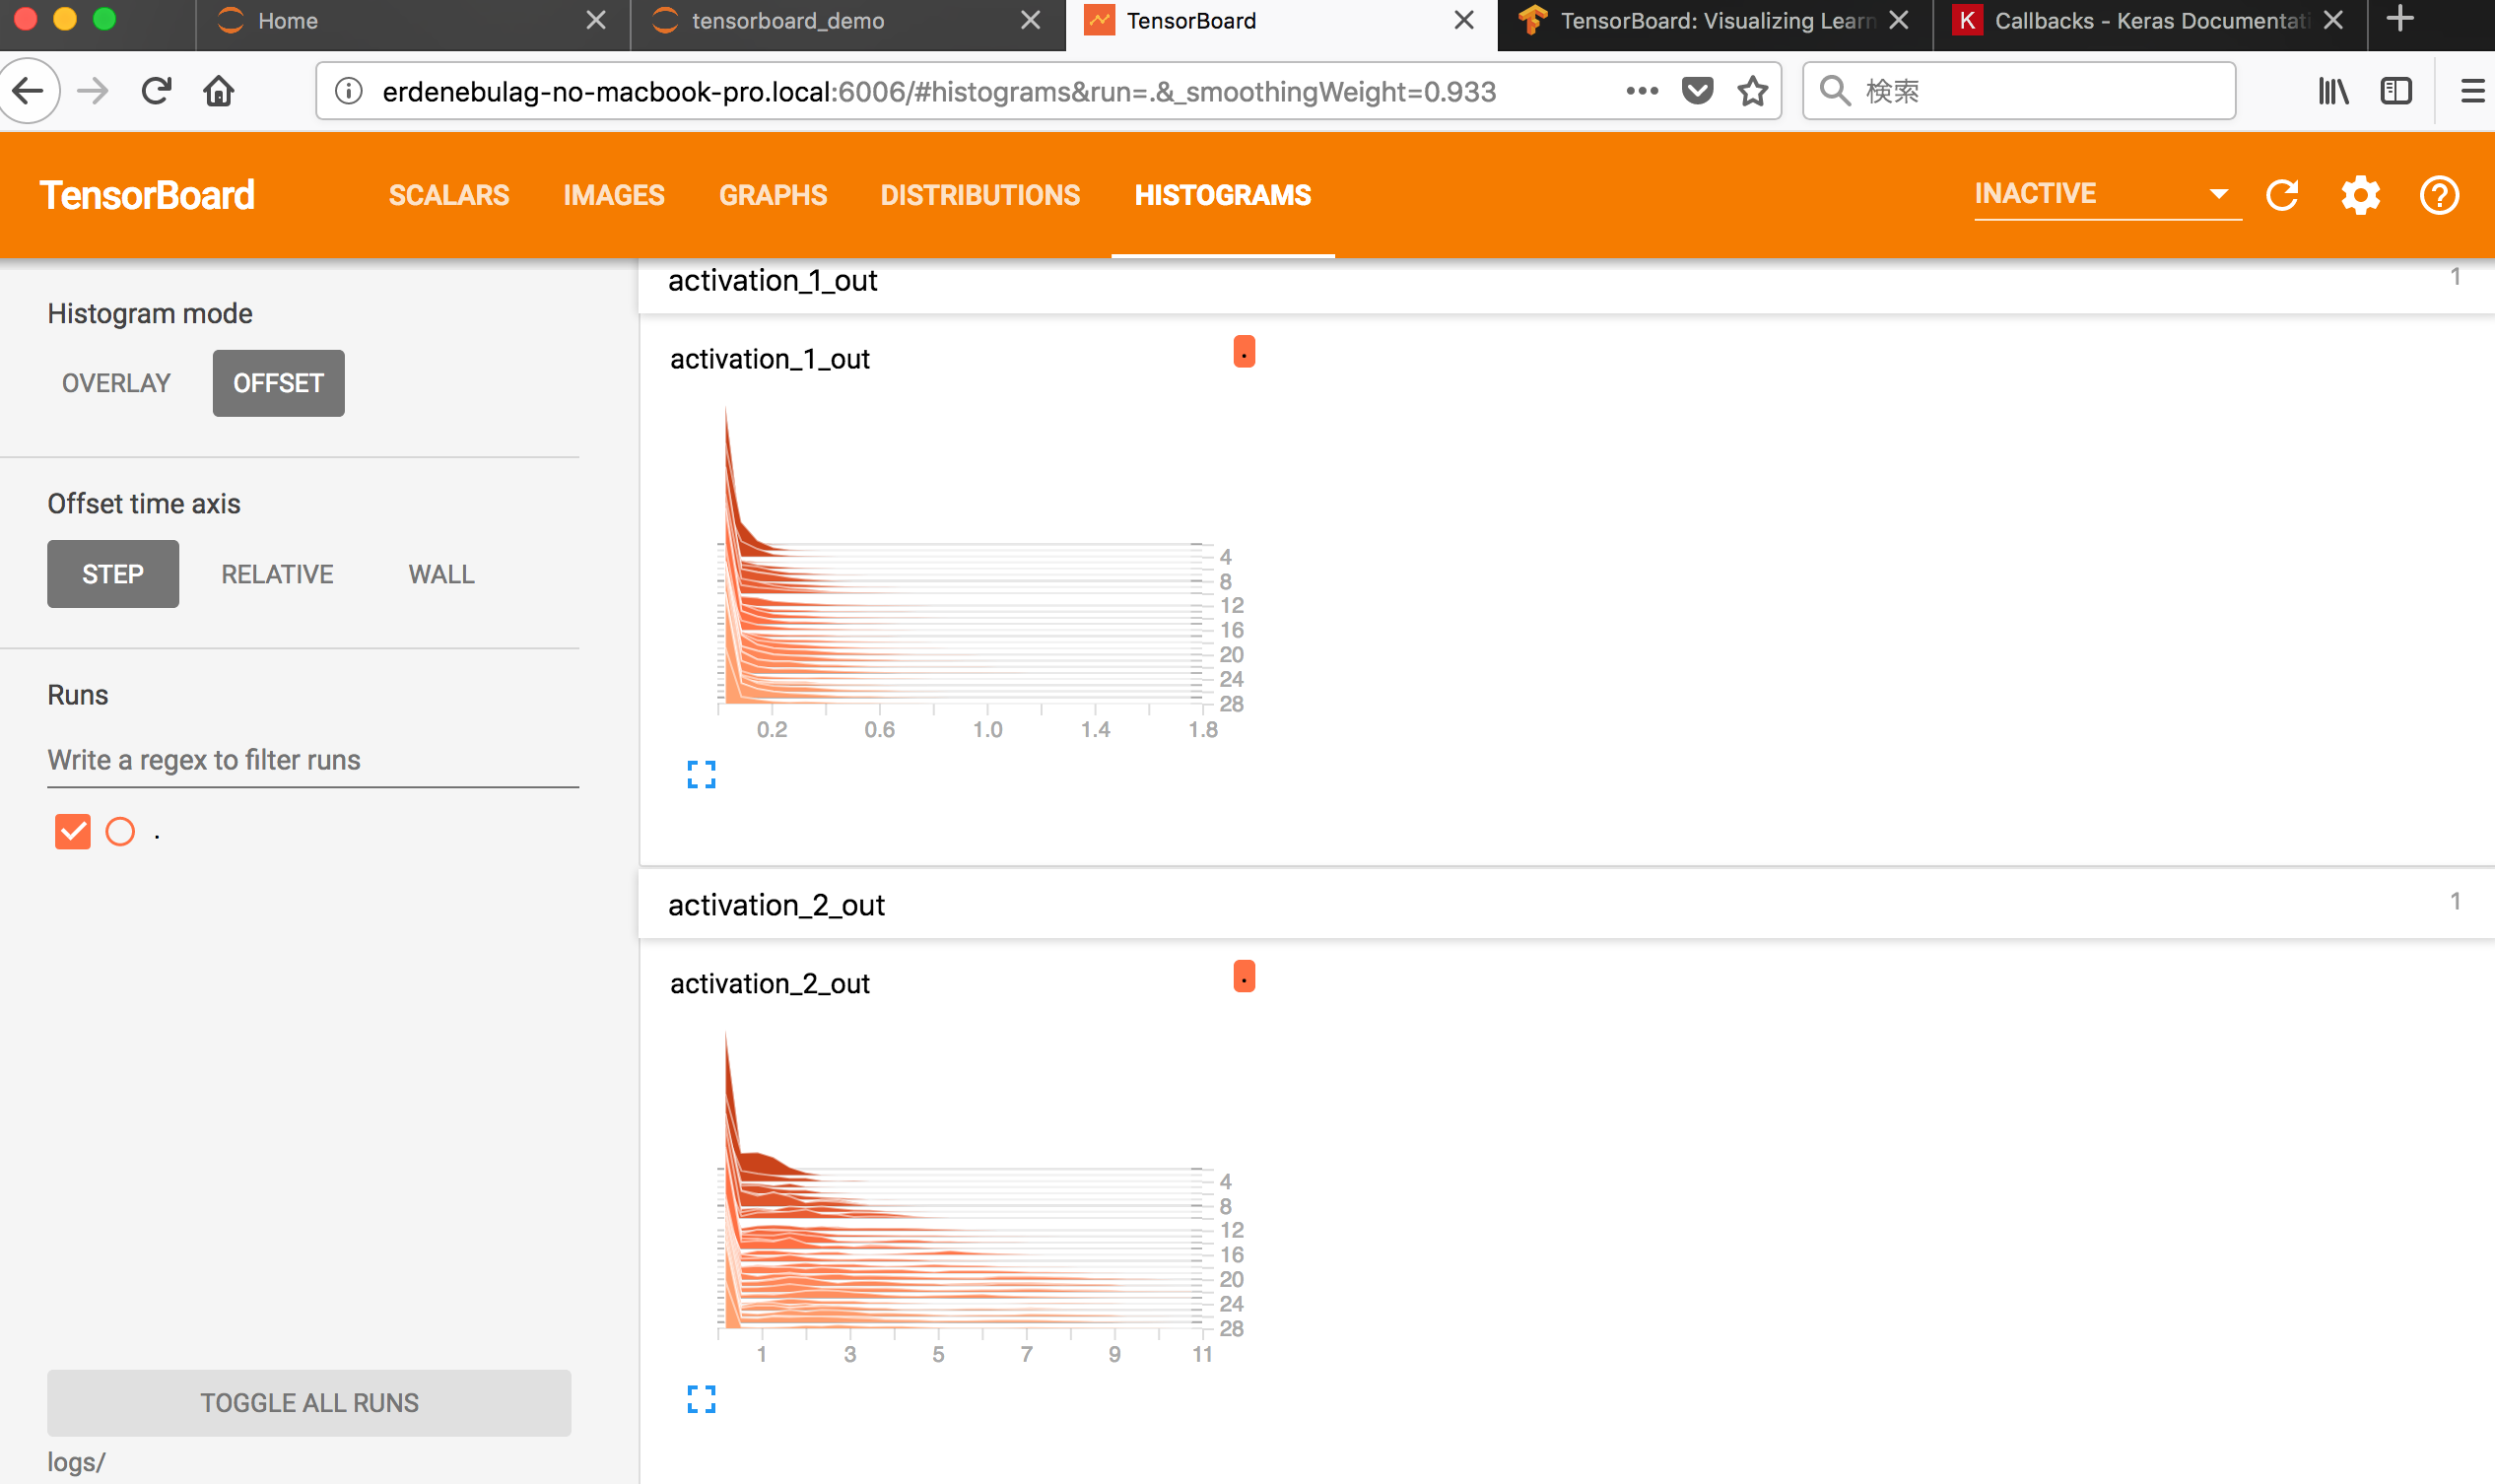 Home
tensorboard_demo
TensorBoard
TensorBoard: Visualizing Learn
Callbacks - Keras Documentati
erdenebulag-no-macbook-pro.local:6006/#histograms&run=.&_smoothingWeight=0.933
検索
TensorBoard
SCALARS
IMAGES
GRAPHS
DISTRIBUTIONS
HISTOGRAMS
INACTIVE
Histogram mode
OVERLAY
OFFSET
Offset time axis
STEP
RELATIVE
WALL
Runs
Write a regex to filter runs
.
TOGGLE ALL RUNS
logs/
activation_1_out
1
activation_1_out
.
4
8
12
16
20
24
28
0.2
0.6
1.0
1.4
1.8
activation_2_out
1
activation_2_out
.
4
8
12
16
20
24
28
1
3
5
7
9
11